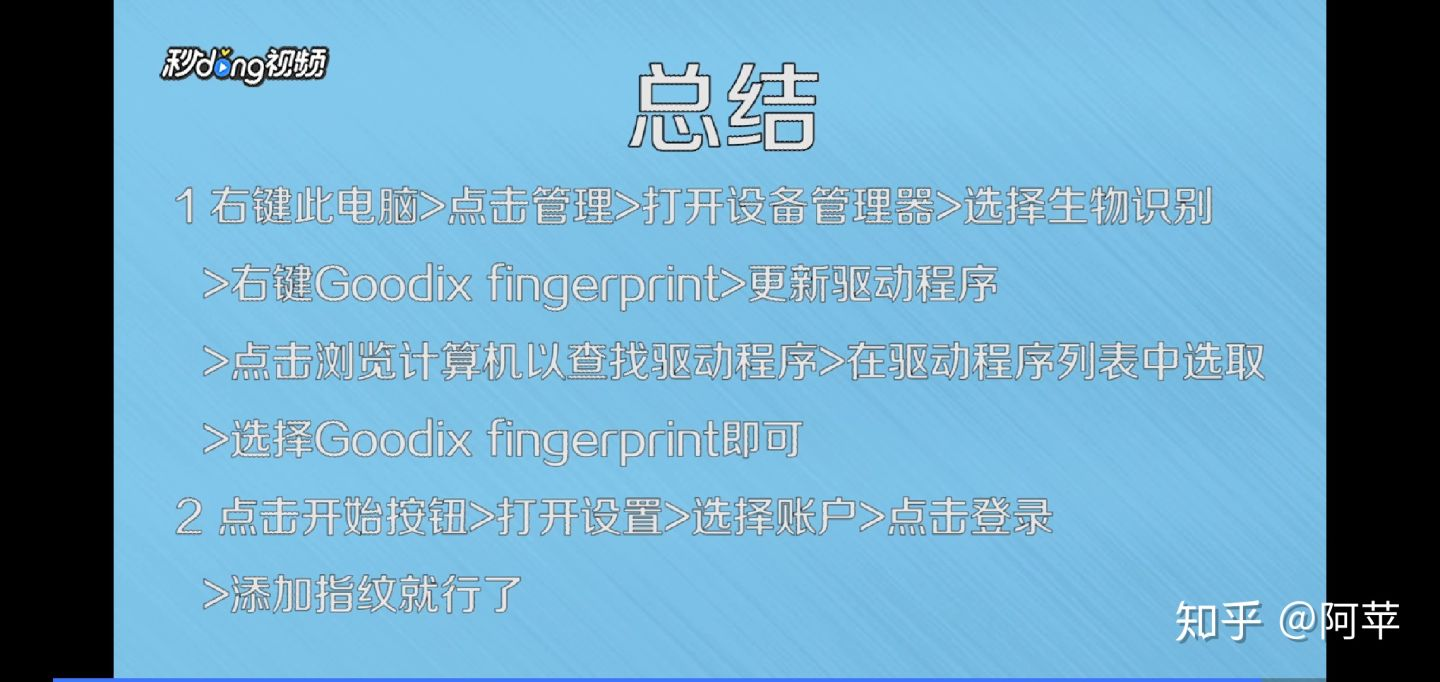 秒dong视频
总结
1 右键此电脑>点击管理>打开设备管理器>选择生物识别
>右键Goodix fingerprint>更新驱动程序
>点击浏览计算机以查找驱动程序>在驱动程序列表中选取
>选择Goodix fingerprint即可
2 点击开始按钮>打开设置>选择账户>点击登录
>添加指纹就行了
知乎 @阿苹